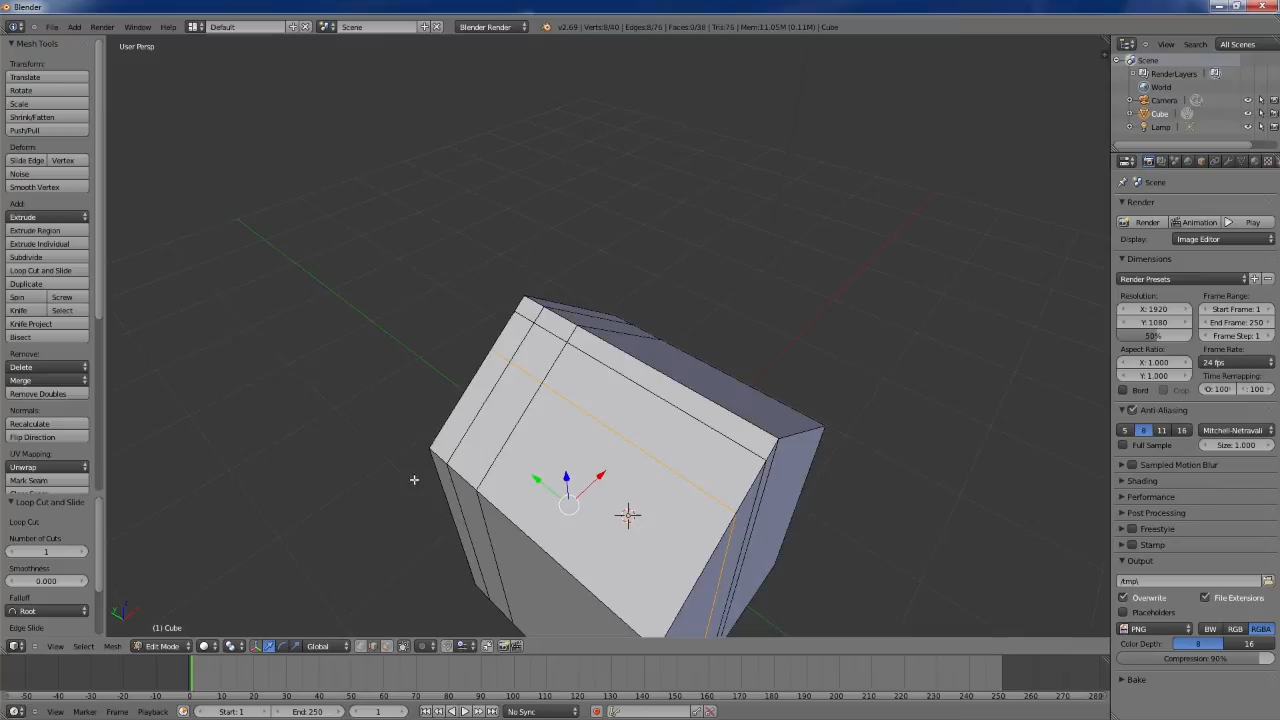 Blender
File Add Render Window Help Default Scene Blender Render v2.69 | Verts:8/40 | Edges:8/76 | Faces:0/38 | Tris:76 | Mem:11.05M (0.11M) | Cube
Mesh Tools
User Persp
View Search All Scenes
Transform:
Translate
Rotate
Scale
Shrink/Fatten
Push/Pull
Deform:
Slide Edge Vertex
Noise
Smooth Vertex
Add:
Extrude
Extrude Region
Extrude Individual
Subdivide
Loop Cut and Slide
Duplicate
Spin Screw
Knife Select
Knife Project
Bisect
Remove:
Delete
Merge
Remove Doubles
Normals:
Recalculate
Flip Direction
UV Mapping:
Unwrap
Mark Seam
Loop Cut and Slide
Loop Cut
Number of Cuts
1
Smoothness
0.000
Falloff
Root
Edge Slide
(1) Cube
Scene
RenderLayers
World
Camera
Cube
Lamp
Scene
Render
Render Animation Play
Display: Image Editor
Dimensions
Render Presets
Resolution: Frame Range:
X: 1920 Start Frame: 1
Y: 1080 End Frame: 250
50% Frame Step: 1
Aspect Ratio: Frame Rate:
X: 1.000 24 fps
Y: 1.000 Time Remapping:
Bord Crop O: 100 : 100
Anti-Aliasing
5 8 11 16 Mitchell-Netravali
Full Sample Size: 1.000
Sampled Motion Blur
Shading
Performance
Post Processing
Freestyle
Stamp
Output
/tmp\
Overwrite File Extensions
Placeholders
PNG BW RGB RGBA
Color Depth: 8 16
Compression: 90%
Bake
View Select Mesh Edit Mode Global
-50 -40 -30 -20 -10 0 10 20 30 40 50 60 70 80 90 100 110 120 130 140 150 160 170 180 190 200 210 220 230 240 250 260 270 280
View Marker Frame Playback Start: 1 End: 250 1 No Sync